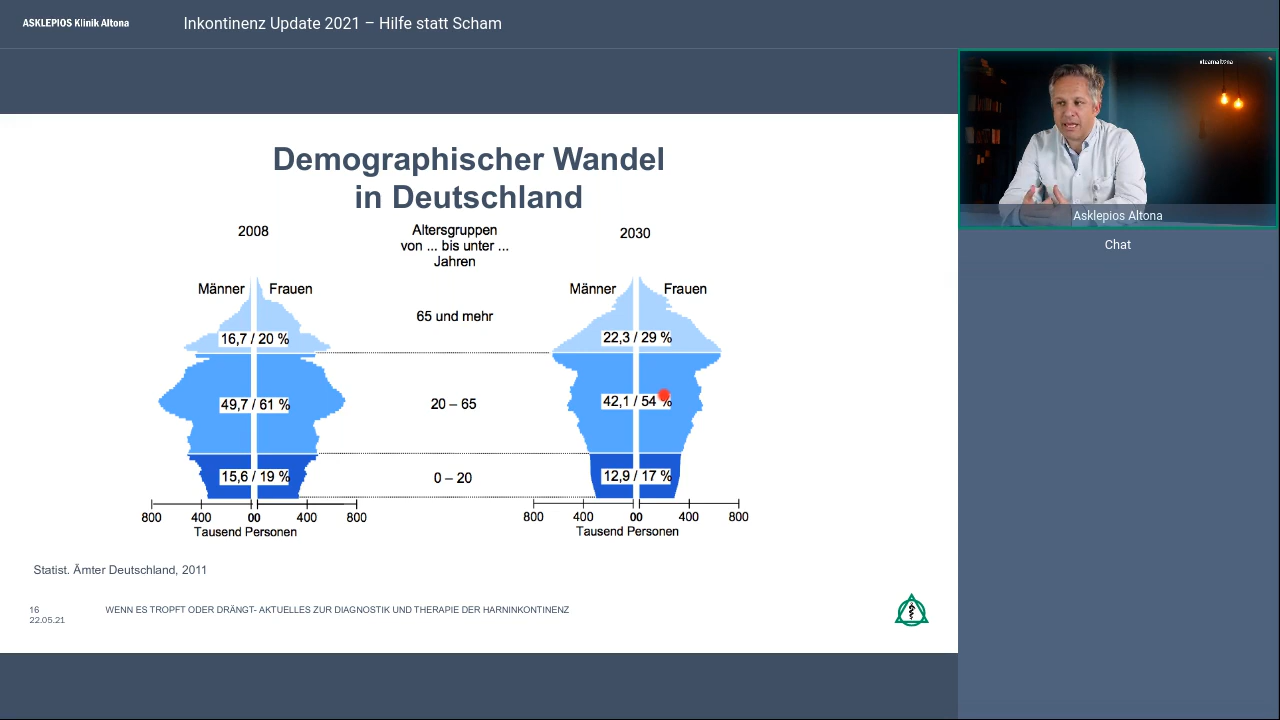 ASKLEPIOS Klinik Altona
Inkontinenz Update 2021 – Hilfe statt Scham
#teamaltona
Asklepios Altona
Chat
Demographischer Wandel
in Deutschland
2008
Altersgruppen
von ... bis unter ...
Jahren
2030
Männer
Frauen
Männer
Frauen
65 und mehr
16,7 / 20 %
22,3 / 29 %
49,7 / 61 %
20 – 65
42,1 / 54 %
15,6 / 19 %
0 – 20
12,9 / 17 %
800 400 00 400 800
800 400 00 400 800
Tausend Personen
Tausend Personen
Statist. Ämter Deutschland, 2011
16
WENN ES TROPFT ODER DRÄNGT- AKTUELLES ZUR DIAGNOSTIK UND THERAPIE DER HARNINKONTINENZ
22.05.21